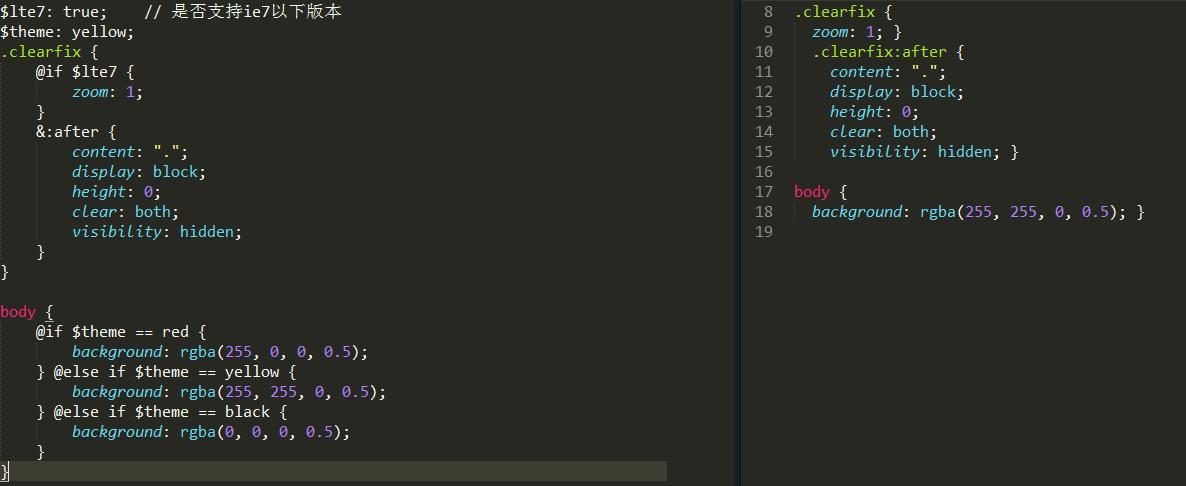 $lte7: true;    // 是否支持ie7以下版本
$theme: yellow;
.clearfix {
    @if $lte7 {
        zoom: 1;
    }
    &:after {
        content: ".";
        display: block;
        height: 0;
        clear: both;
        visibility: hidden;
    }
}

body {
    @if $theme == red {
        background: rgba(255, 0, 0, 0.5);
    } @else if $theme == yellow {
        background: rgba(255, 255, 0, 0.5);
    } @else if $theme == black {
        background: rgba(0, 0, 0, 0.5);
    }
}
8 .clearfix {
9   zoom: 1; }
10   .clearfix:after {
11     content: ".";
12     display: block;
13     height: 0;
14     clear: both;
15     visibility: hidden; }
16
17 body {
18   background: rgba(255, 255, 0, 0.5); }
19